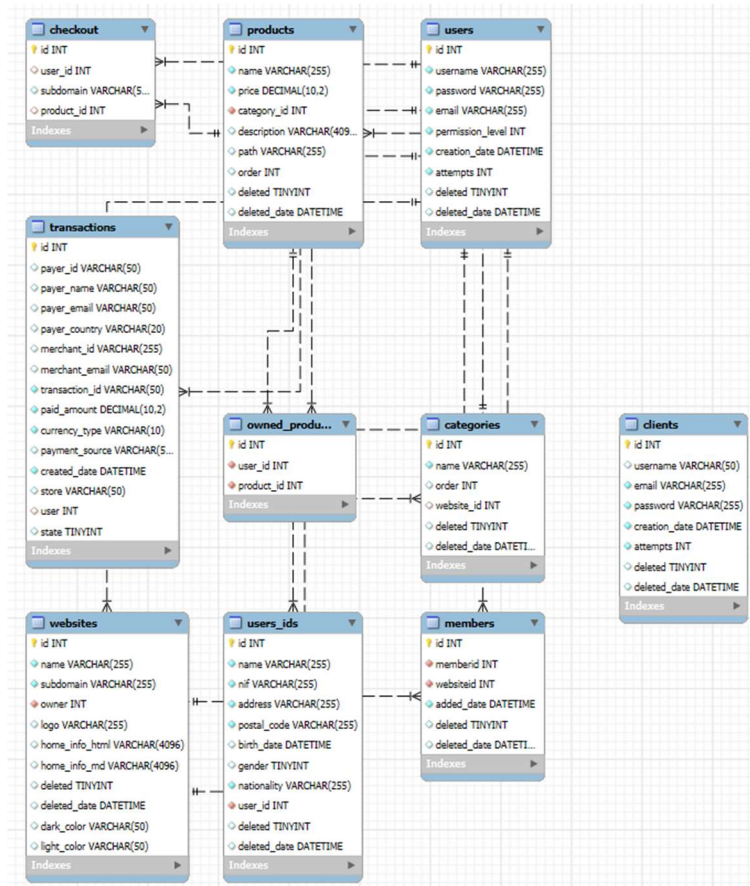 checkout
id INT
user_id INT
subdomain VARCHAR(5...
product_id INT
Indexes
products
id INT
name VARCHAR(255)
price DECIMAL(10,2)
category_id INT
description VARCHAR(409...
path VARCHAR(255)
order INT
deleted TINYINT
deleted_date DATETIME
Indexes
users
id INT
username VARCHAR(255)
password VARCHAR(255)
email VARCHAR(255)
permission_level INT
creation_date DATETIME
attempts INT
deleted TINYINT
deleted_date DATETIME
Indexes
transactions
id INT
payer_id VARCHAR(50)
payer_name VARCHAR(50)
payer_email VARCHAR(50)
payer_country VARCHAR(20)
merchant_id VARCHAR(255)
merchant_email VARCHAR(50)
transaction_id VARCHAR(50)
paid_amount DECIMAL(10,2)
currency_type VARCHAR(10)
payment_source VARCHAR(5...
created_date DATETIME
store VARCHAR(50)
user INT
state TINYINT
Indexes
owned_produ...
id INT
user_id INT
product_id INT
Indexes
categories
id INT
name VARCHAR(255)
order INT
website_id INT
deleted TINYINT
deleted_date DATETI...
Indexes
clients
id INT
username VARCHAR(50)
email VARCHAR(255)
password VARCHAR(255)
creation_date DATETIME
attempts INT
deleted TINYINT
deleted_date DATETIME
Indexes
websites
id INT
name VARCHAR(255)
subdomain VARCHAR(255)
owner INT
logo VARCHAR(255)
home_info_html VARCHAR(4096)
home_info_md VARCHAR(4096)
deleted TINYINT
deleted_date DATETIME
dark_color VARCHAR(50)
light_color VARCHAR(50)
Indexes
users_ids
id INT
name VARCHAR(255)
nif VARCHAR(255)
address VARCHAR(255)
postal_code VARCHAR(255)
birth_date DATETIME
gender TINYINT
nationality VARCHAR(255)
user_id INT
deleted TINYINT
deleted_date DATETIME
Indexes
members
id INT
memberid INT
websiteid INT
added_date DATETIME
deleted TINYINT
deleted_date DATETI...
Indexes